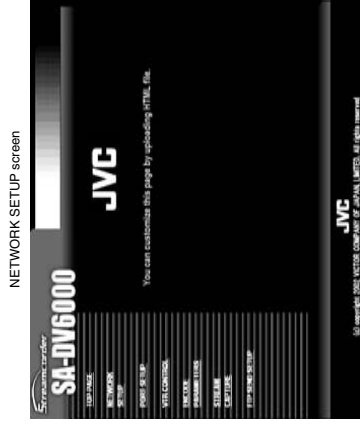 NETWORK SETUP screen
Streamcorder
SA-DV6000
TOP PAGE
NETWORK
SETUP
PORT SETUP
VTR CONTROL
ENCODE
PARAMETERS
STREAM
CAPTURE
FTP SEND SETUP
JVC
You can customize this page by uploading HTML file.
JVC
(c) copyright 2002 VICTOR COMPANY OF JAPAN, LIMITED. All rights reserved